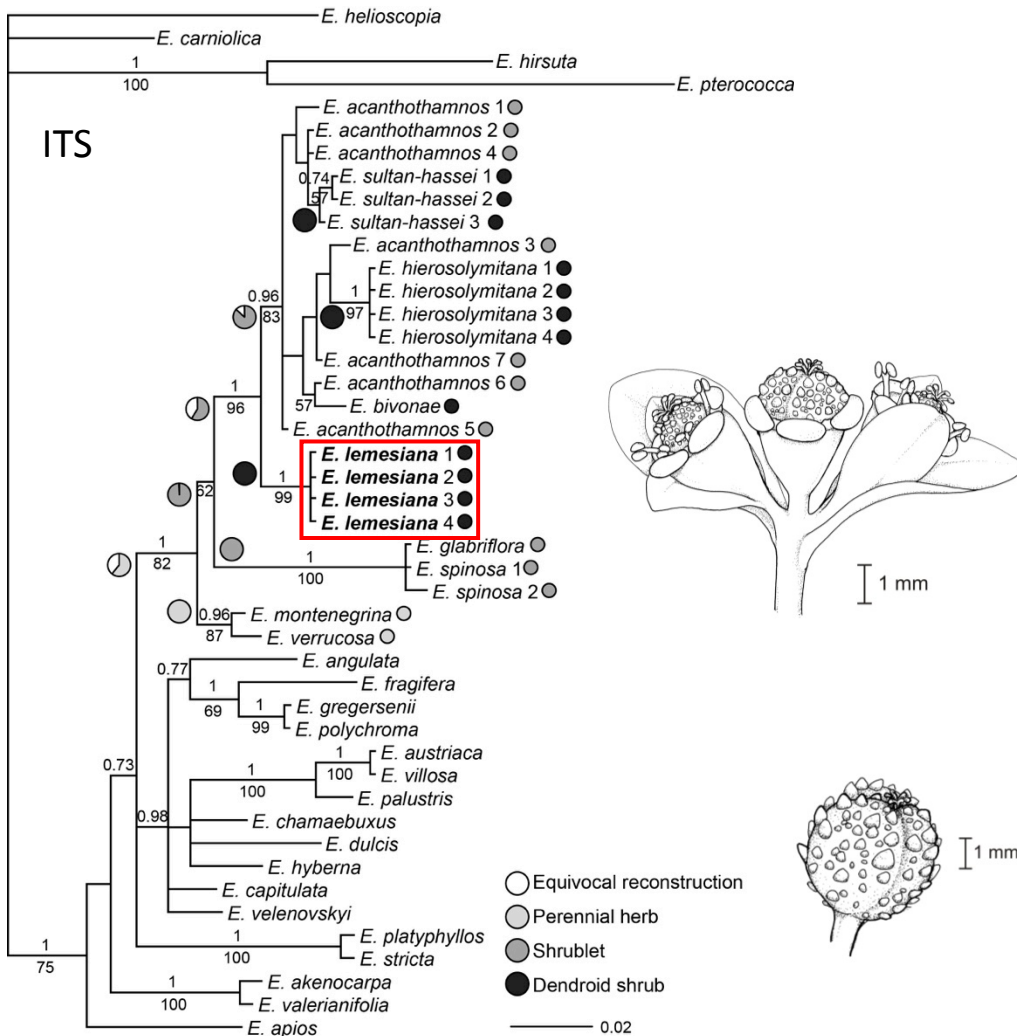 E. helioscopia
E. carniolica
1
100
E. hirsuta
E. pterococca
ITS
E. acanthothamnos 1
E. acanthothamnos 2
E. acanthothamnos 4
0.74
57
E. sultan-hassei 1
E. sultan-hassei 2
E. sultan-hassei 3
E. acanthothamnos 3
E. hierosolymitana 1
1
97
E. hierosolymitana 2
E. hierosolymitana 3
E. hierosolymitana 4
0.96
83
E. acanthothamnos 7
E. acanthothamnos 6
57
E. bivonae
E. acanthothamnos 5
1
96
E. lemesiana 1
1
99
E. lemesiana 2
E. lemesiana 3
E. lemesiana 4
62
E. glabriflora
1
100
E. spinosa 1
E. spinosa 2
1
82
0.96
87
E. montenegrina
E. verrucosa
1 mm
0.77
E. angulata
1
69
E. fragifera
1
99
E. gregersenii
E. polychroma
0.73
1
100
1
100
E. austriaca
E. villosa
E. palustris
0.98
E. chamaebuxus
E. dulcis
E. hyberna
E. capitulata
E. velenovskyi
1
100
E. platyphyllos
E. stricta
1
75
1
100
E. akenocarpa
E. valerianifolia
E. apios
1 mm
Equivocal reconstruction
Perennial herb
Shrublet
Dendroid shrub
0.02